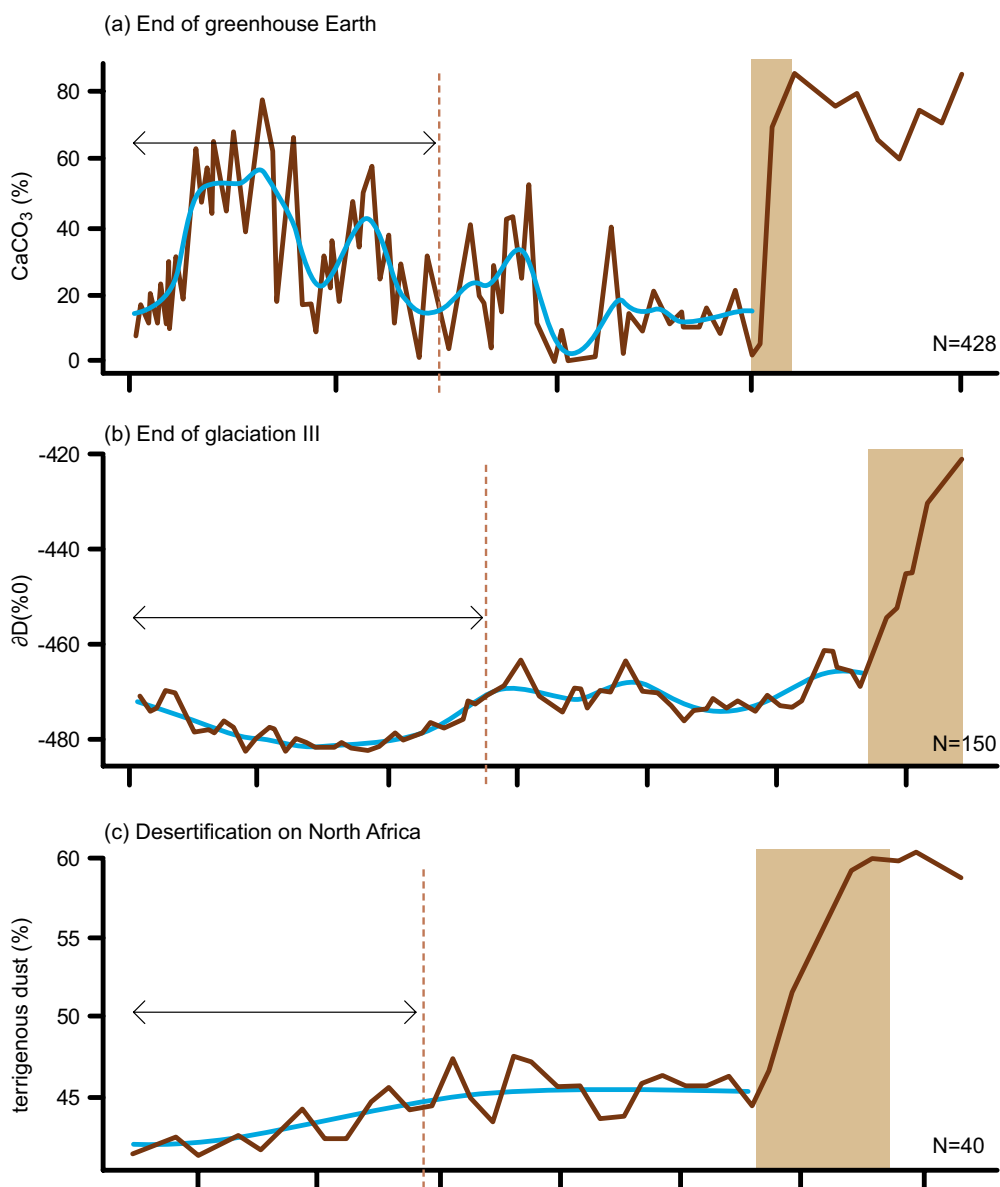 (a) End of greenhouse Earth
80
60
40
20
0
CaCO₃ (%)
N=428
(b) End of glaciation III
-420
-440
-460
-480
∂D(%0)
N=150
(c) Desertification on North Africa
60
55
50
45
terrigenous dust (%)
N=40